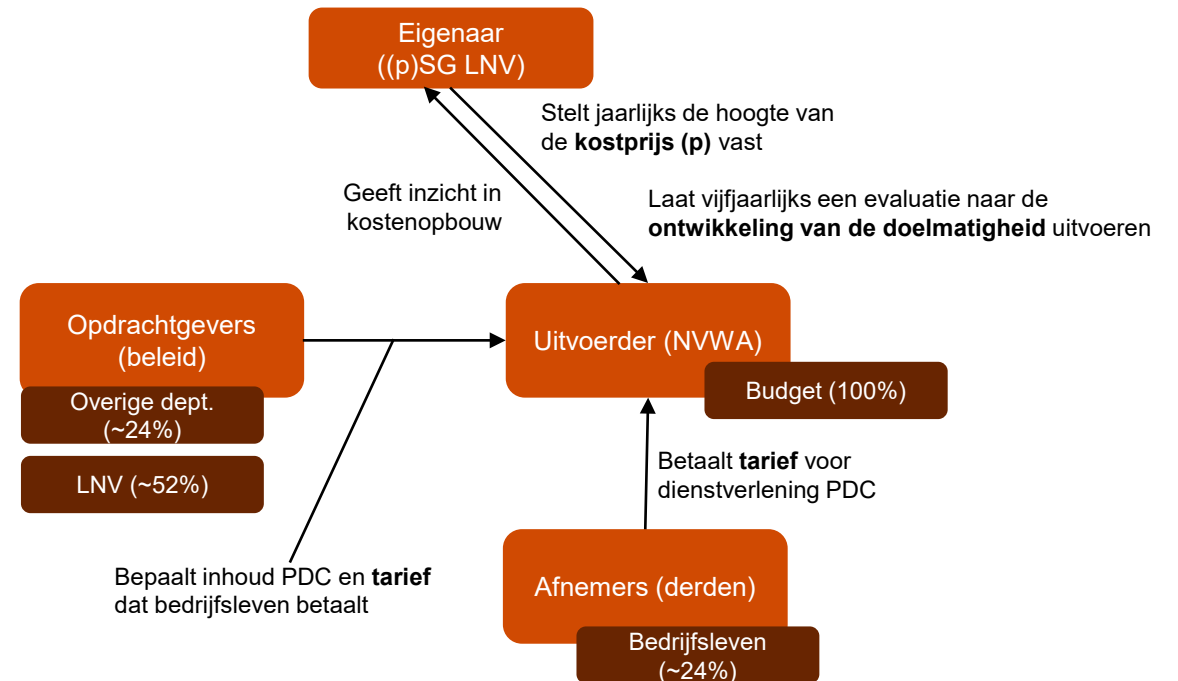 Eigenaar
((p)SG LNV)
Stelt jaarlijks de hoogte van
de kostprijs (p) vast
Geeft inzicht in
kostenopbouw
Laat vijfjaarlijks een evaluatie naar de
ontwikkeling van de doelmatigheid uitvoeren
Opdrachtgevers
(beleid)
Overige dept.
(~24%)
LNV (~52%)
Uitvoerder (NVWA)
Budget (100%)
Betaalt tarief voor
dienstverlening PDC
Bepaalt inhoud PDC en tarief
dat bedrijfsleven betaalt
Afnemers (derden)
Bedrijfsleven
(~24%)